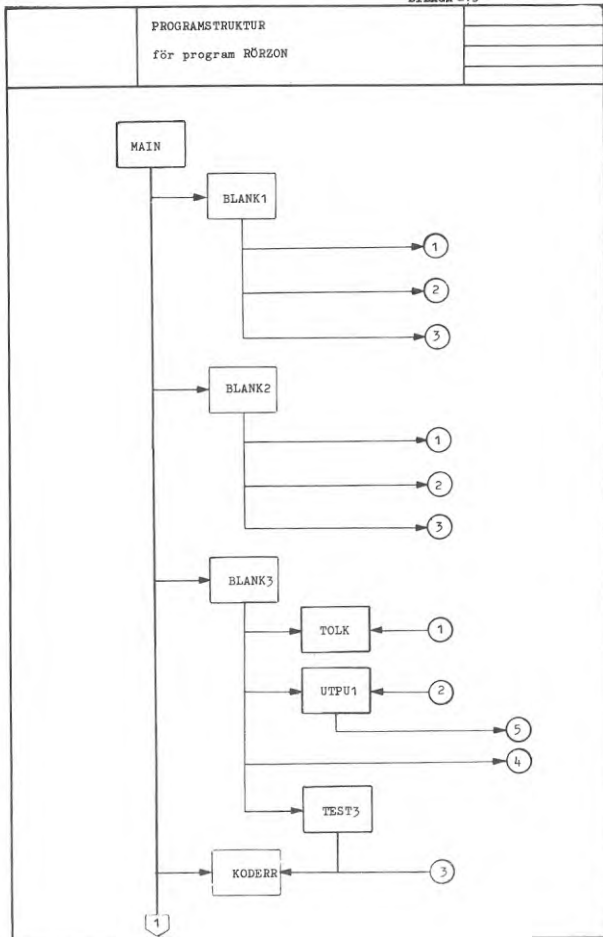 PROGRAMSTRUKTUR
för program RÖRZON
MAIN
BLANK1
1
2
3
BLANK2
1
2
3
BLANK3
TOLK
1
UTPU1
2
5
4
TEST3
KODERR
3
1